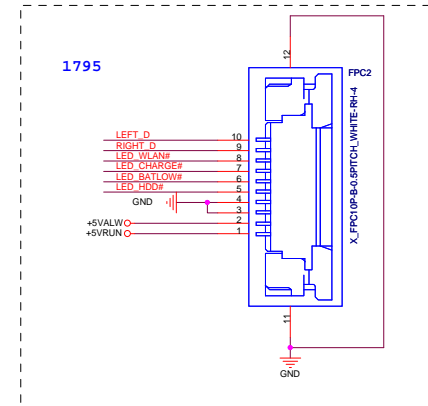 1795
12
FPC2
X_FPC10P-B-0.5PITCH_WHITE-RH-4
LEFT_D 10
RIGHT_D 9
LED_WLAN# 8
LED_CHARGE# 7
LED_BATLOW# 6
LED_HDD# 5
GND 4
3
+5VALW 2
+5VRUN 1
11
GND